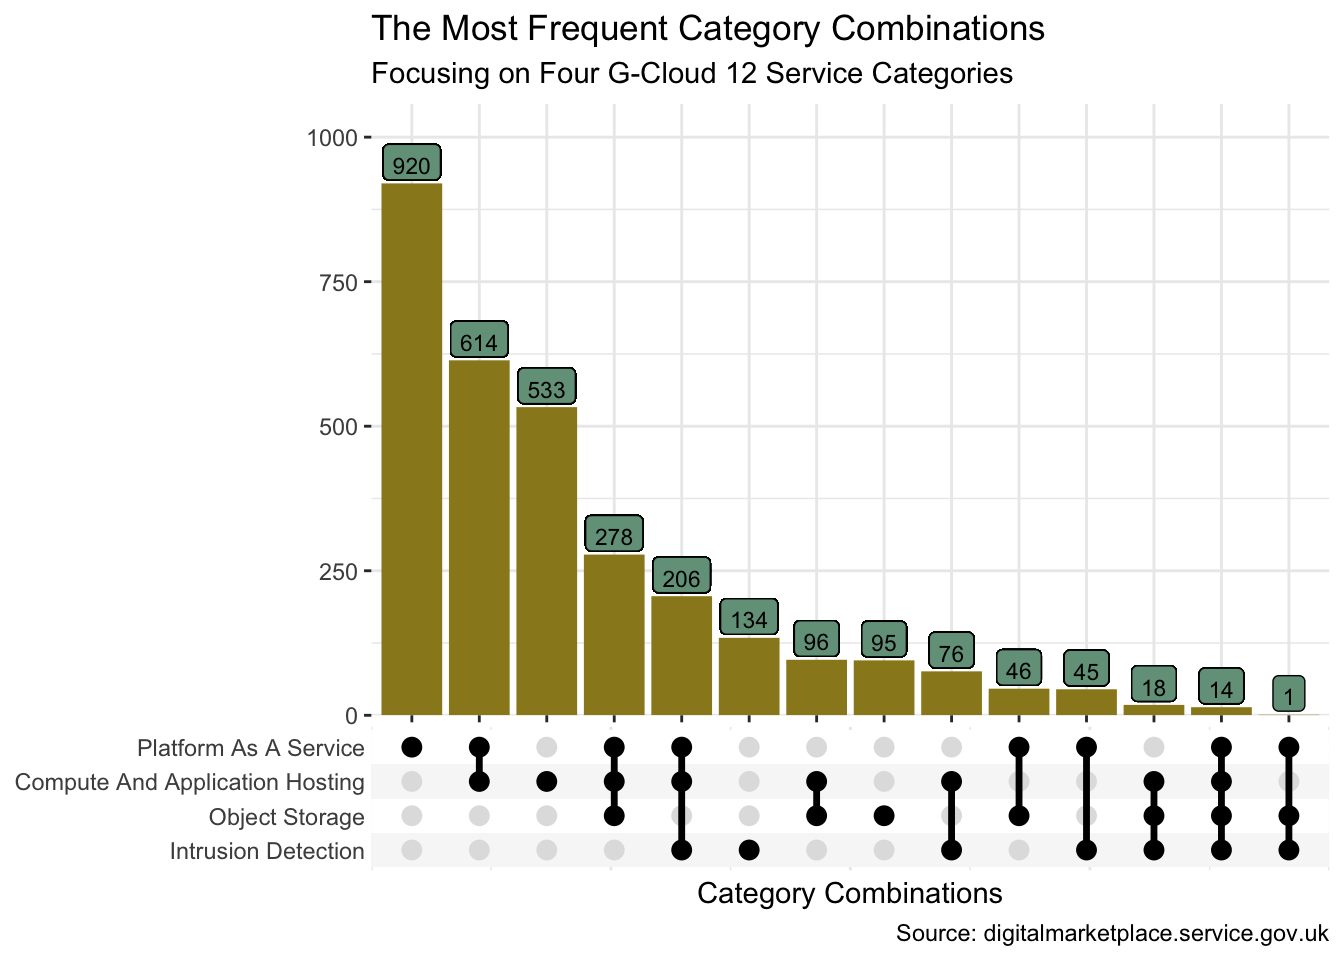 The Most Frequent Category Combinations
Focusing on Four G-Cloud 12 Service Categories
1000
750
500
250
0
920
614
533
278
206
134
96
95
76
46
45
18
14
1
Platform As A Service
Compute And Application Hosting
Object Storage
Intrusion Detection
Category Combinations
Source: digitalmarketplace.service.gov.uk